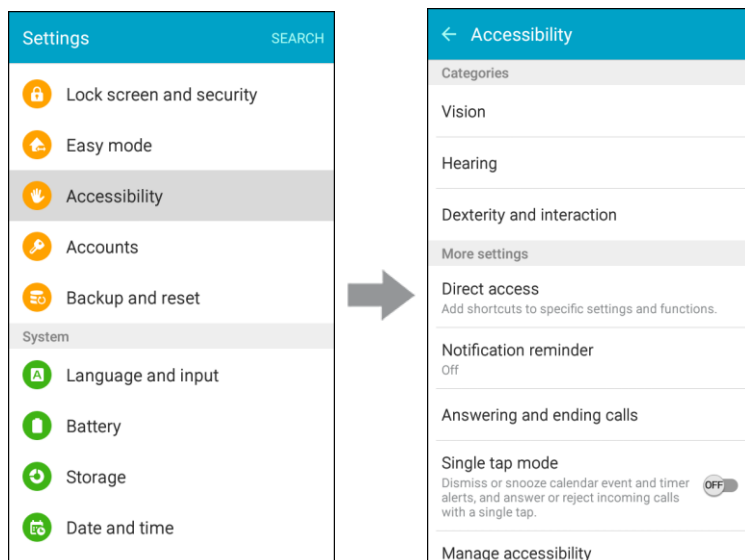 Settings
SEARCH
Lock screen and security
Easy mode
Accessibility
Accounts
Backup and reset
System
A
Language and input
Battery
Storage
Date and time
Accessibility
Categories
Vision
Hearing
Dexterity and interaction
More settings
Direct access
Add shortcuts to specific settings and functions.
Notification reminder
Off
Answering and ending calls
Single tap mode
Dismiss or snooze calendar event and timer
alerts, and answer or reject incoming calls
with a single tap.
OFF
Manage accessibility